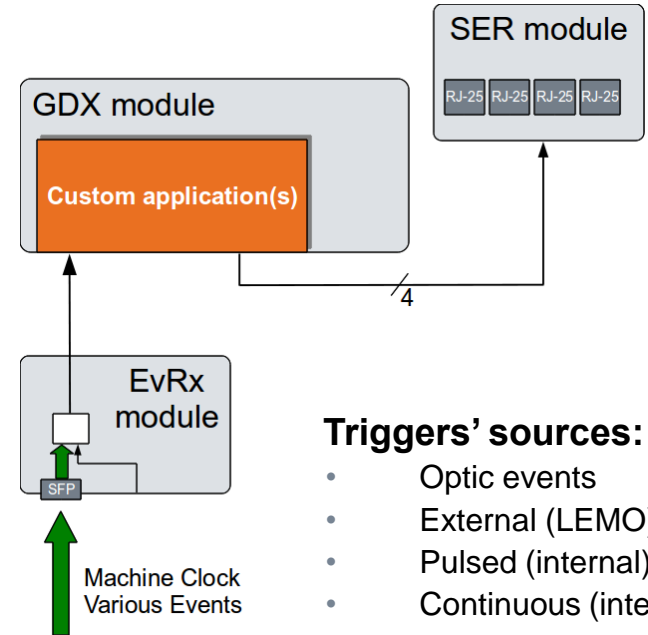 SER module
RJ-25 RJ-25 RJ-25 RJ-25
GDX module
Custom application(s)
4
EvRx
module
SFP
Machine Clock
Various Events
Triggers’ sources:
• Optic events
• External (LEMO)
• Pulsed (internal)
• Continuous (inte